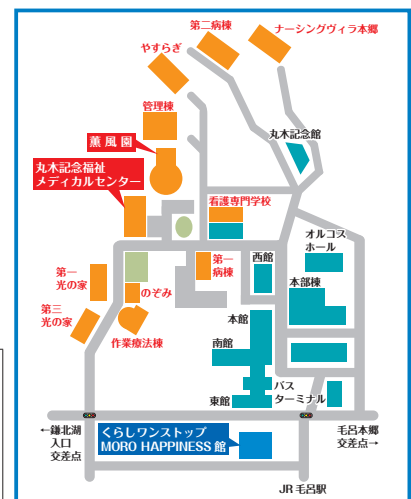 第二病棟
ナーシングヴィラ本郷
やすらぎ
管理棟
丸木記念館
薫風園
丸木記念福祉
メディカルセンター
看護専門学校
オルコス
ホール
西館
第一
病棟
第一
光の家
のぞみ
本部棟
本館
第三
光の家
作業療法棟
南館
バス
ターミナル
東館
←鎌北湖
入口
交差点
くらしワンストップ
MORO HAPPINESS 館
毛呂本郷
交差点→
JR 毛呂駅